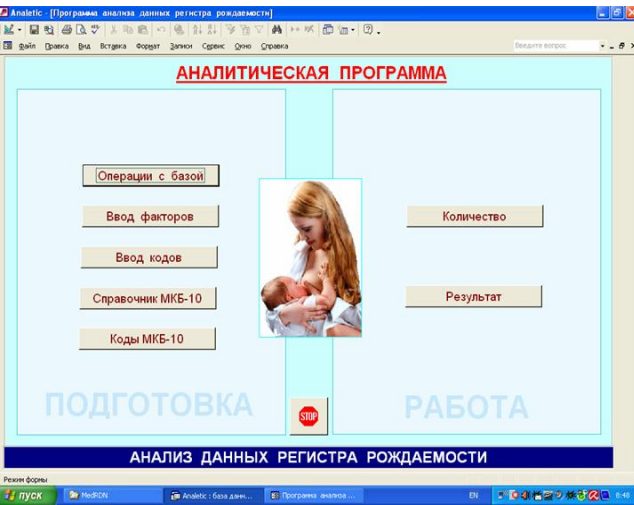 Analetic - [Программа анализа данных регистра рождаемости]
Файл Правка Вид Вставка Формат Записи Сервис Окно Справка
Введите вопрос
АНАЛИТИЧЕСКАЯ ПРОГРАММА
Операции с базой
Ввод факторов
Количество
Ввод кодов
Справочник МКБ-10
Результат
Коды МКБ-10
ПОДГОТОВКА
STOP
РАБОТА
АНАЛИЗ ДАННЫХ РЕГИСТРА РОЖДАЕМОСТИ
Режим формы
пуск MedRDN Analetic : база данн... Программа анализа ... EN 8:48